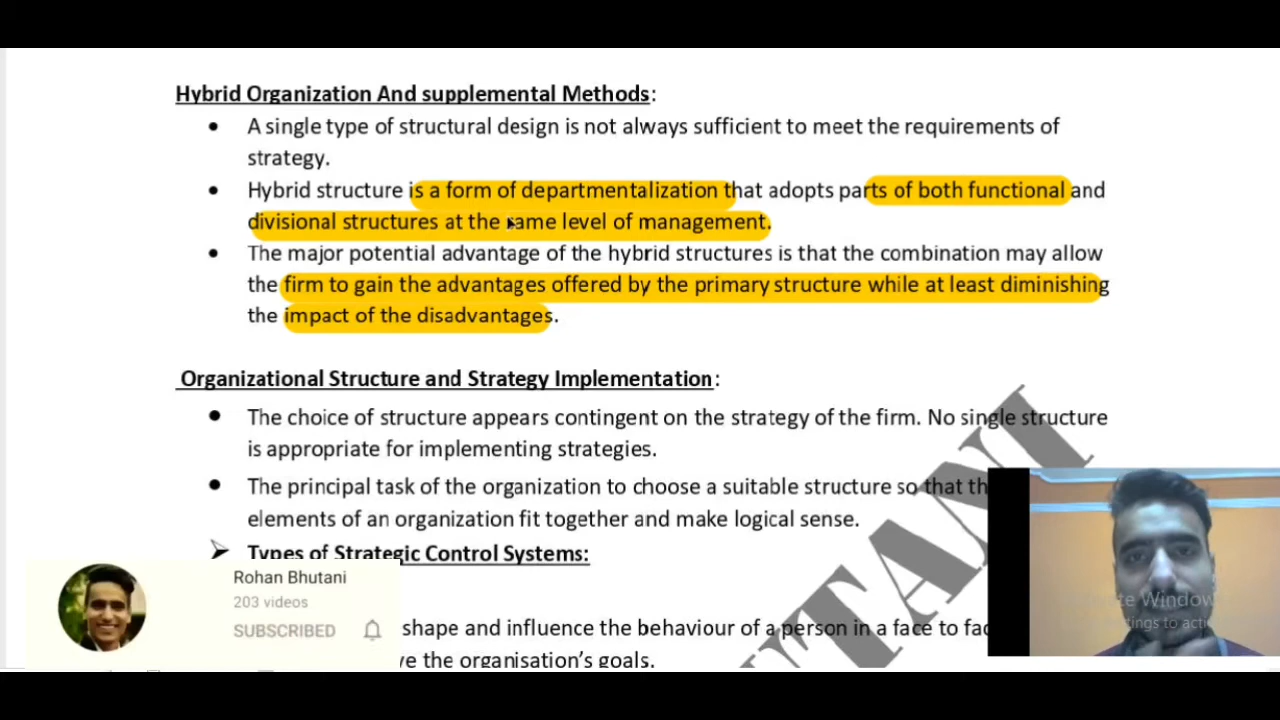 Hybrid Organization And supplemental Methods:
• A single type of structural design is not always sufficient to meet the requirements of
strategy.
• Hybrid structure is a form of departmentalization that adopts parts of both functional and
divisional structures at the same level of management.
• The major potential advantage of the hybrid structures is that the combination may allow
the firm to gain the advantages offered by the primary structure while at least diminishing
the impact of the disadvantages.
Organizational Structure and Strategy Implementation:
• The choice of structure appears contingent on the strategy of the firm. No single structure
is appropriate for implementing strategies.
• The principal task of the organization to choose a suitable structure so that
elements of an organization fit together and make logical sense.
➢ Types of Strategic Control Systems:
Rohan Bhutani
203 videos
SUBSCRIBED
shape and influence the behaviour of a person in a face to
the organisation's goals.